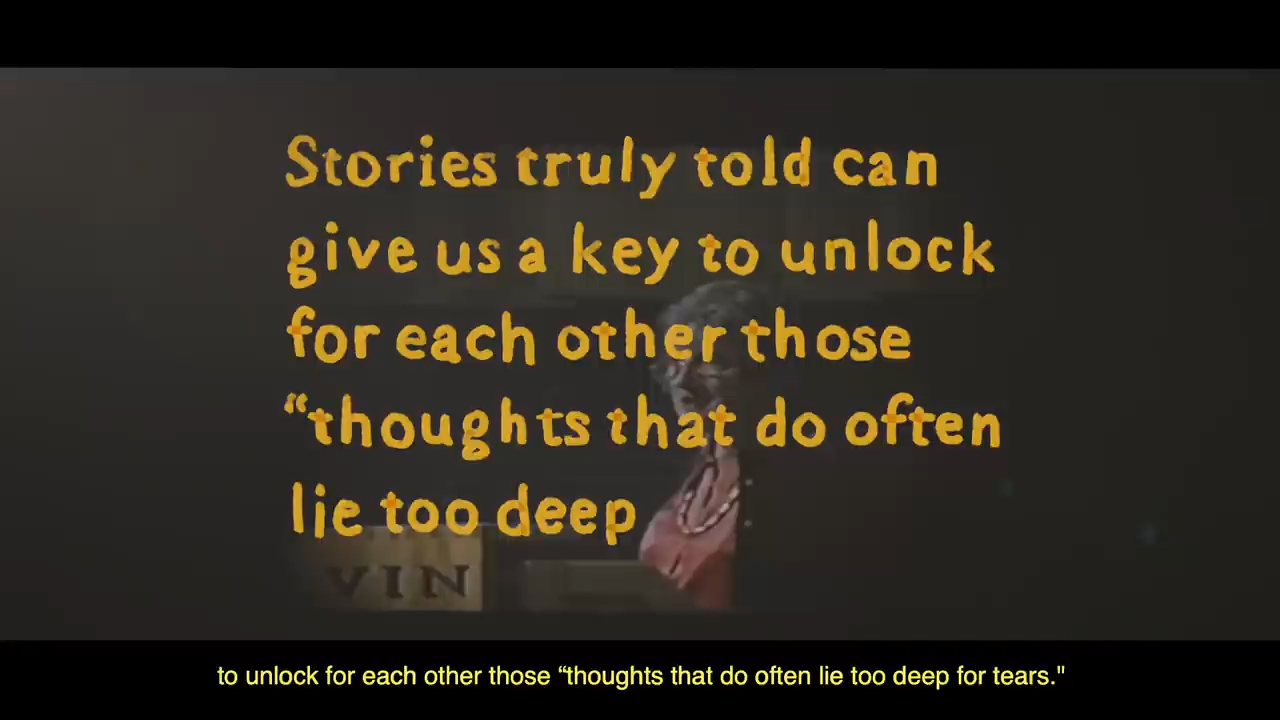 Stories truly told can
give us a key to unlock
for each other those
“thoughts that do often
lie too deep
VIN
to unlock for each other those “thoughts that do often lie too deep for tears."